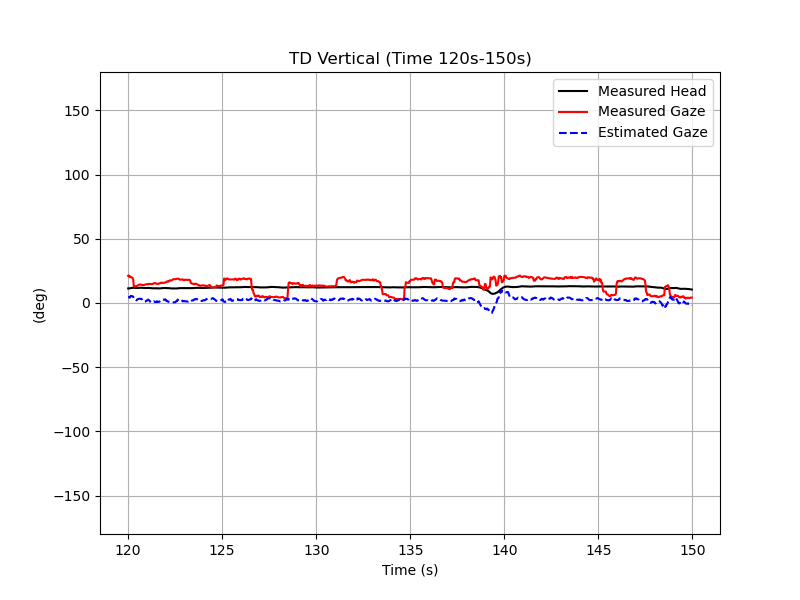 TD Vertical (Time 120s-150s)
Measured Head
Measured Gaze
Estimated Gaze
150
100
50
0
−50
−100
−150
(deg)
120 125 130 135 140 145 150
Time (s)